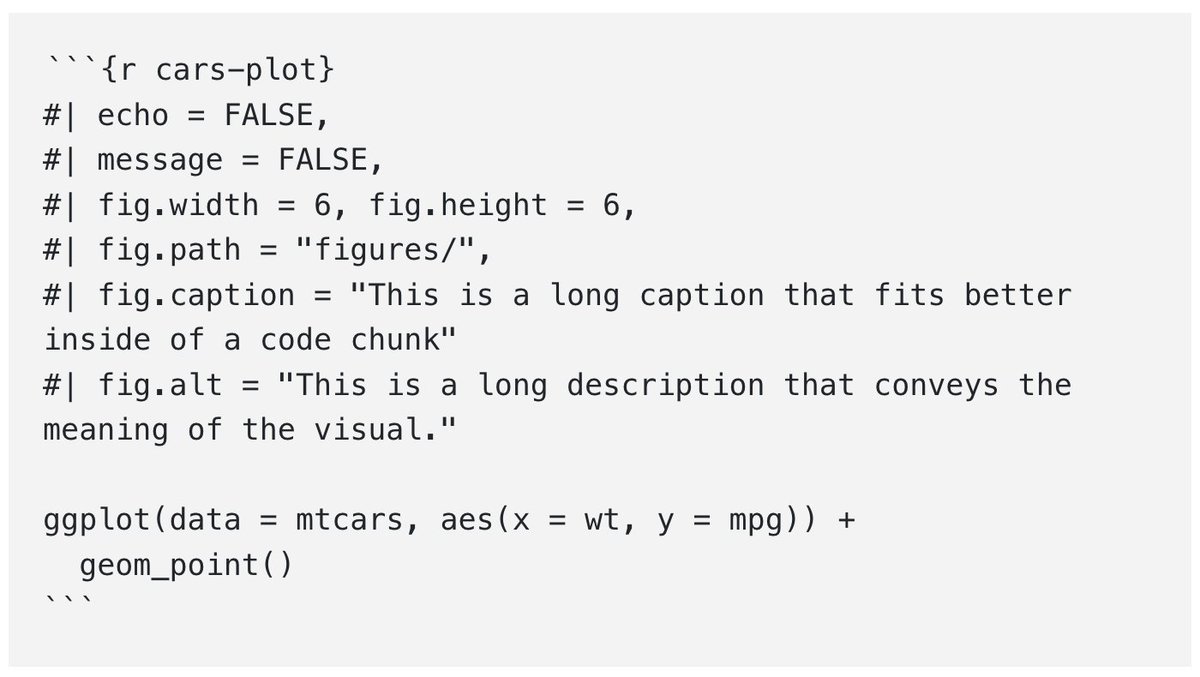 ```{r cars-plot}
#| echo = FALSE,
#| message = FALSE,
#| fig.width = 6, fig.height = 6,
#| fig.path = "figures/",
#| fig.caption = "This is a long caption that fits better
inside of a code chunk"
#| fig.alt = "This is a long description that conveys the
meaning of the visual."

ggplot(data = mtcars, aes(x = wt, y = mpg)) +
  geom_point()
```